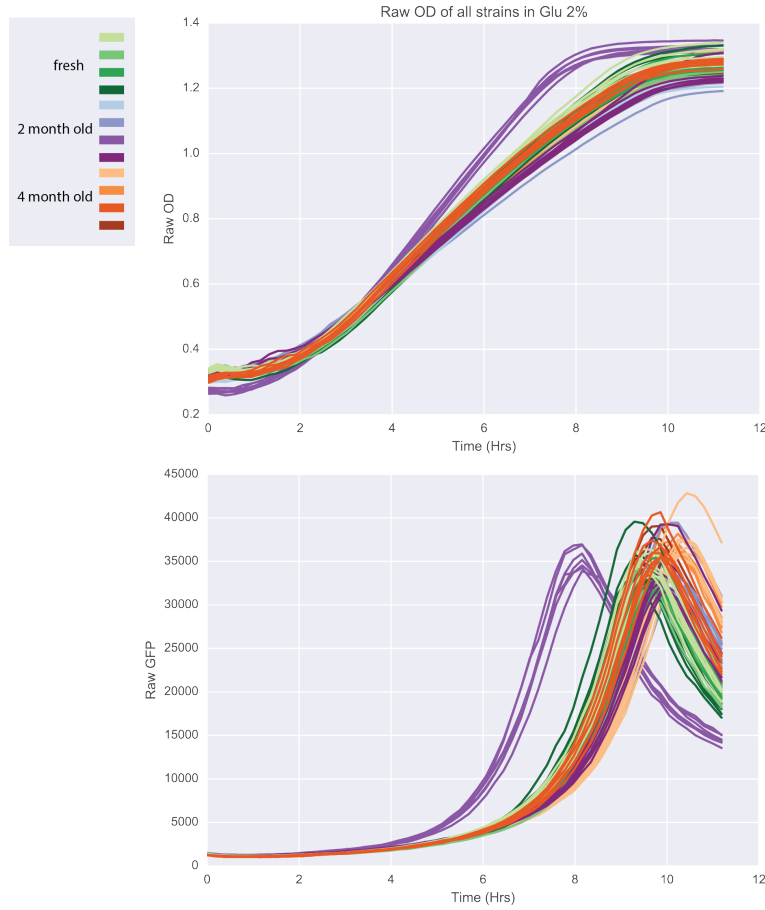 Raw OD of all strains in Glu 2%
fresh
2 month old
4 month old
1.4
1.2
1.0
0.8
0.6
0.4
0.2
Raw OD
0 2 4 6 8 10 12
Time (Hrs)
45000
40000
35000
30000
25000
20000
15000
10000
5000
0
Raw GFP
0 2 4 6 8 10 12
Time (Hrs)